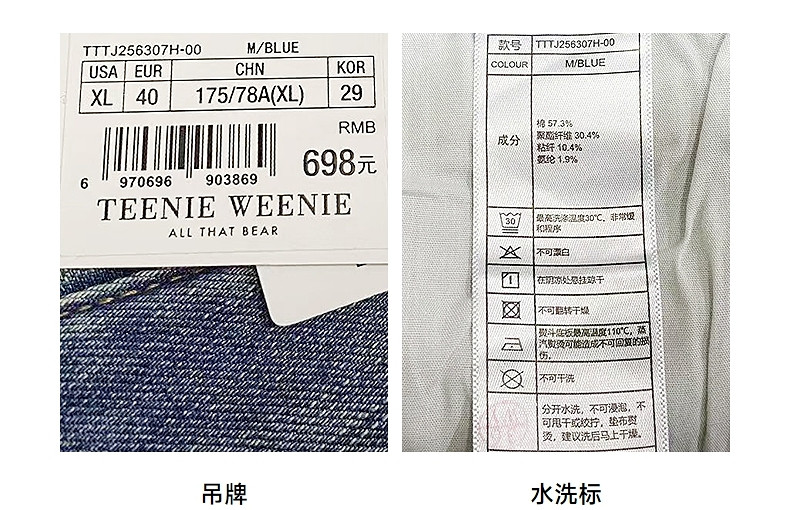 TTTJ256307H-00 M/BLUE
USA EUR CHN KOR
XL 40 175/78A(XL) 29
RMB
698元
6 970696 903869
TEENIE WEENIE
ALL THAT BEAR
款号 TTTJ256307H-00
COLOUR M/BLUE
成分
棉 57.3%
聚酯纤维 30.4%
粘纤 10.4%
氨纶 1.9%
30
最高洗涤温度30℃，非常缓
和程序
不可漂白
在阴凉处悬挂晾干
不可翻转干燥
熨斗底板最高温度110℃，蒸
汽熨烫可能造成不可回复的损
伤。
不可干洗
分开水洗，不可浸泡，不
可甩干或绞拧，垫布熨
烫，建议洗后马上干燥。
吊牌
水洗标